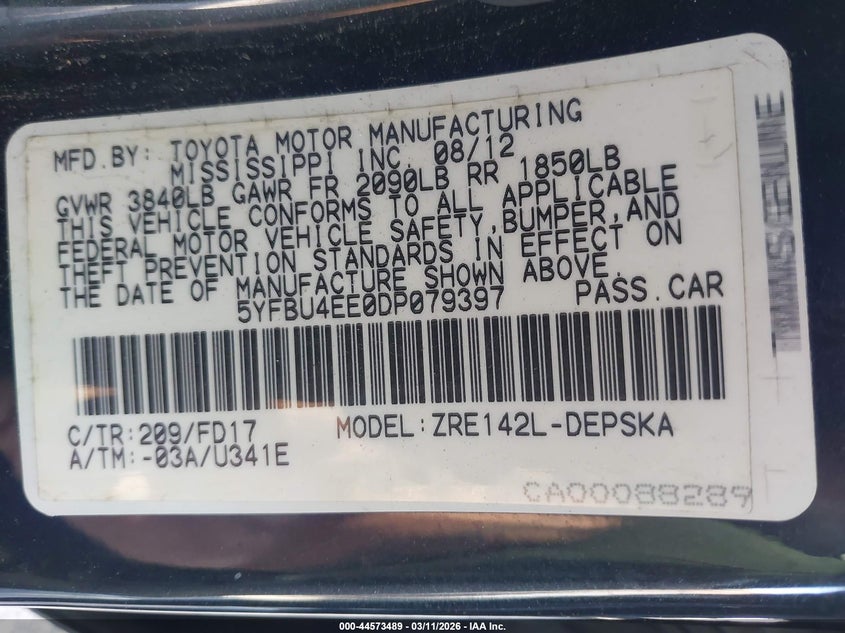 MFD.BY: TOYOTA MOTOR MANUFACTURING
MISSISSIPPI INC. 08/12
GVWR 3840LB GAWR FR 2090LB RR 1850LB
THIS VEHICLE CONFORMS TO ALL APPLICABLE
FEDERAL MOTOR VEHICLE SAFETY, BUMPER, AND
THEFT PREVENTION STANDARDS IN EFFECT ON
THE DATE OF MANUFACTURE SHOWN ABOVE.
5YFBU4EE0DP079397 PASS.CAR
C/TR:209/FD17 MODEL:ZRE142L-DEPSKA
A/TM:-03A/U341E
CA00088289
000-44573489 - 03/11/2026 - IAA Inc.